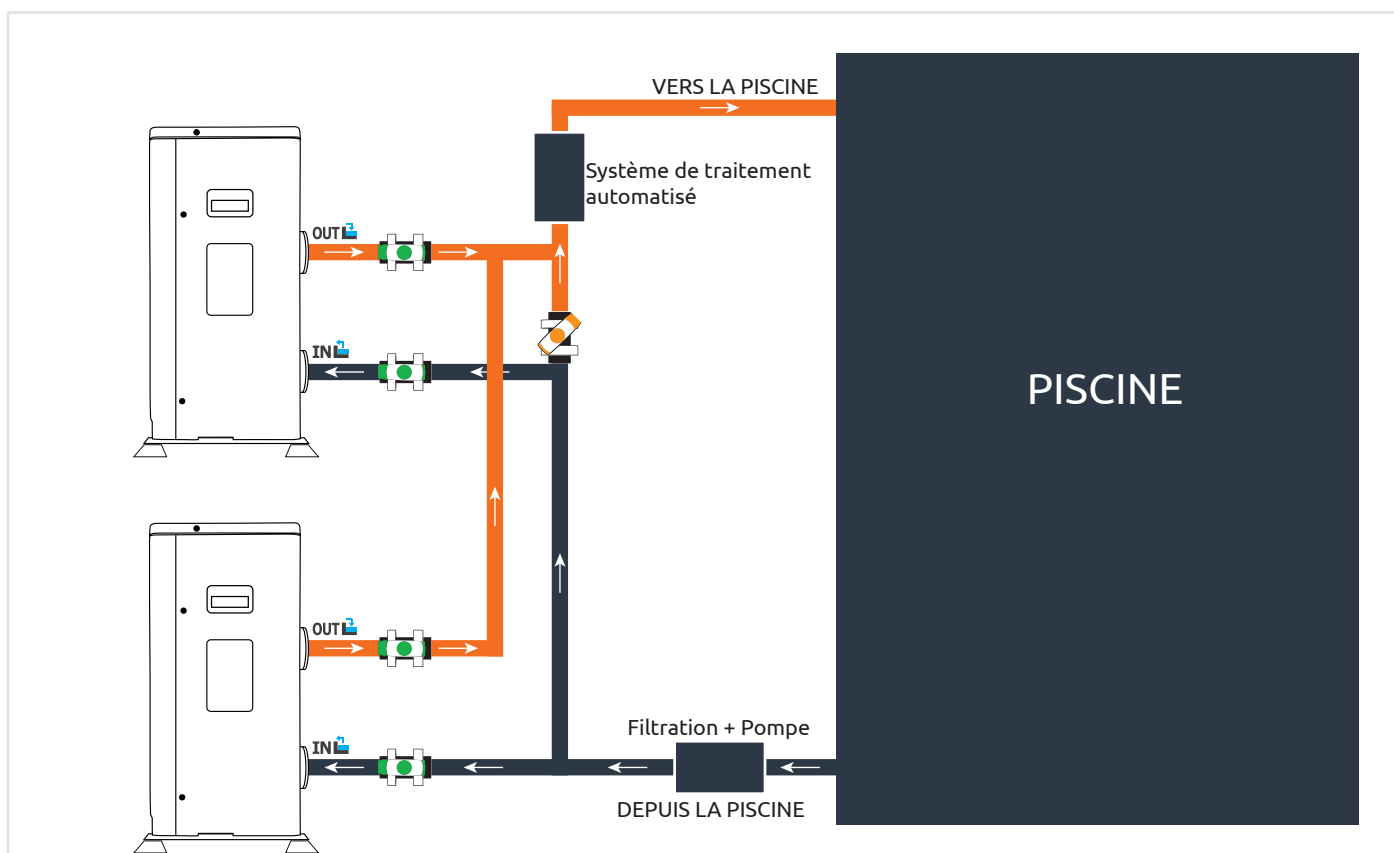 VERS LA PISCINE
Système de traitement
automatisé
OUT
IN
PISCINE
OUT
IN
Filtration + Pompe
DEPUIS LA PISCINE